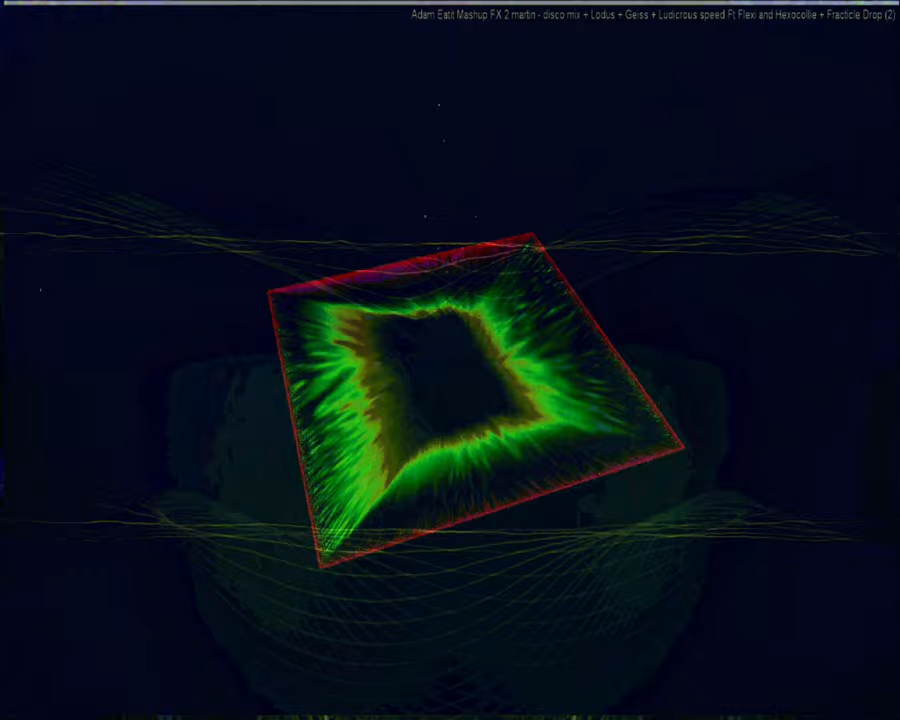 Adam Eatit Mashup FX 2 martin - disco mix + Lodus + Geiss + Ludicrous speed Ft Flexi and Hexocollie + Fracticle Drop (2)